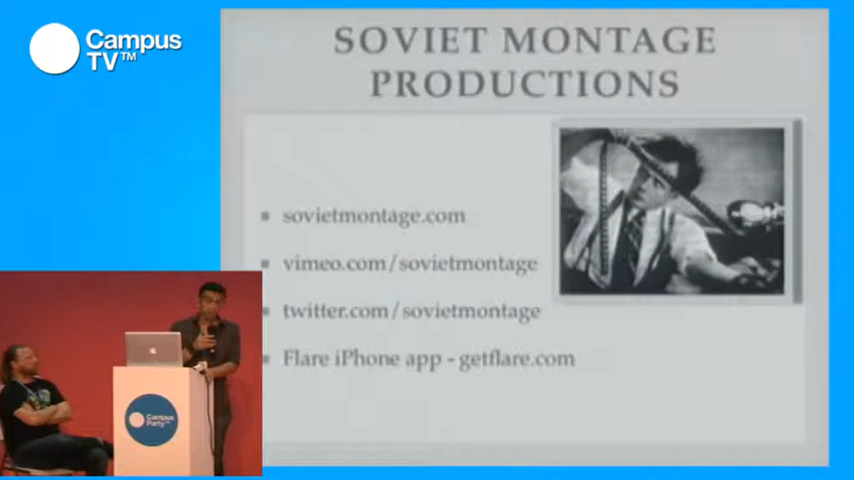 Campus
TV™
SOVIET MONTAGE
PRODUCTIONS
sovietmontage.com
vimeo.com/sovietmontage
twitter.com/sovietmontage
Flare iPhone app - getflare.com
Campus
Party™